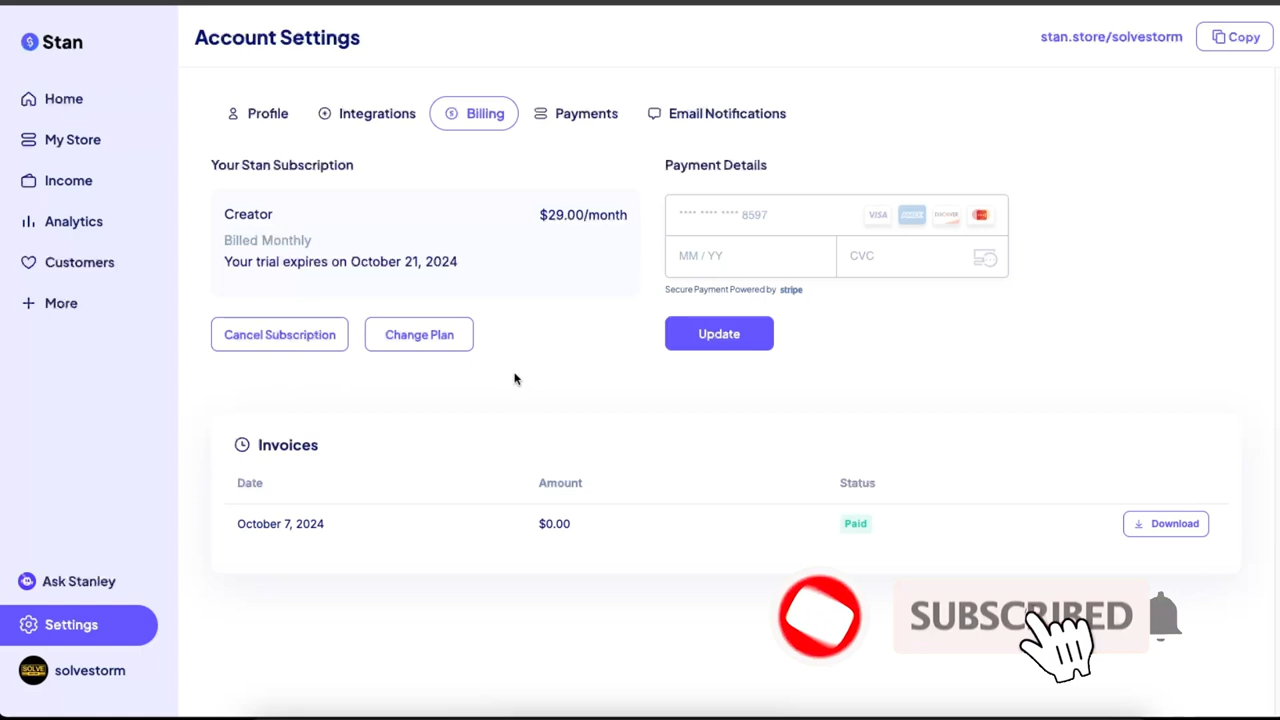 Stan
Account Settings
stan.store/solvestorm
Copy
Home
My Store
Income
Analytics
Customers
More
Ask Stanley
Settings
solvestorm
Profile
Integrations
Billing
Payments
Email Notifications
Your Stan Subscription
Creator
$29.00/month
Billed Monthly
Your trial expires on October 21, 2024
Cancel Subscription
Change Plan
Payment Details
•••• •••• •••• 8597
VISA
DISCOVER
MM / YY
CVC
Secure Payment Powered by stripe
Update
Invoices
Date Amount Status
October 7, 2024 $0.00 Paid Download
SUBSCRIBED